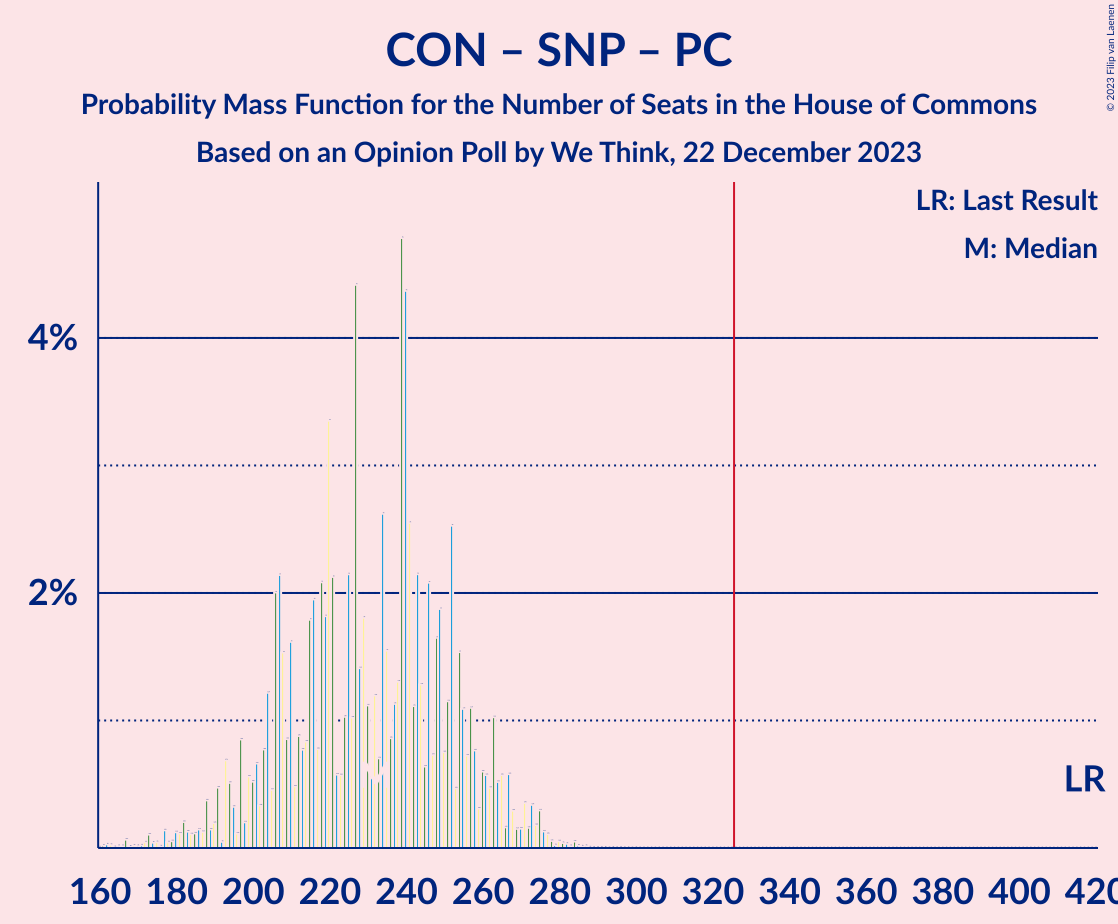 CON – SNP – PC
Probability Mass Function for the Number of Seats in the House of Commons
Based on an Opinion Poll by We Think, 22 December 2023
© 2023 Filip van Laenen
LR: Last Result
M: Median
4%
2%
LR
160 180 200 220 240 260 280 300 320 340 360 380 400 420